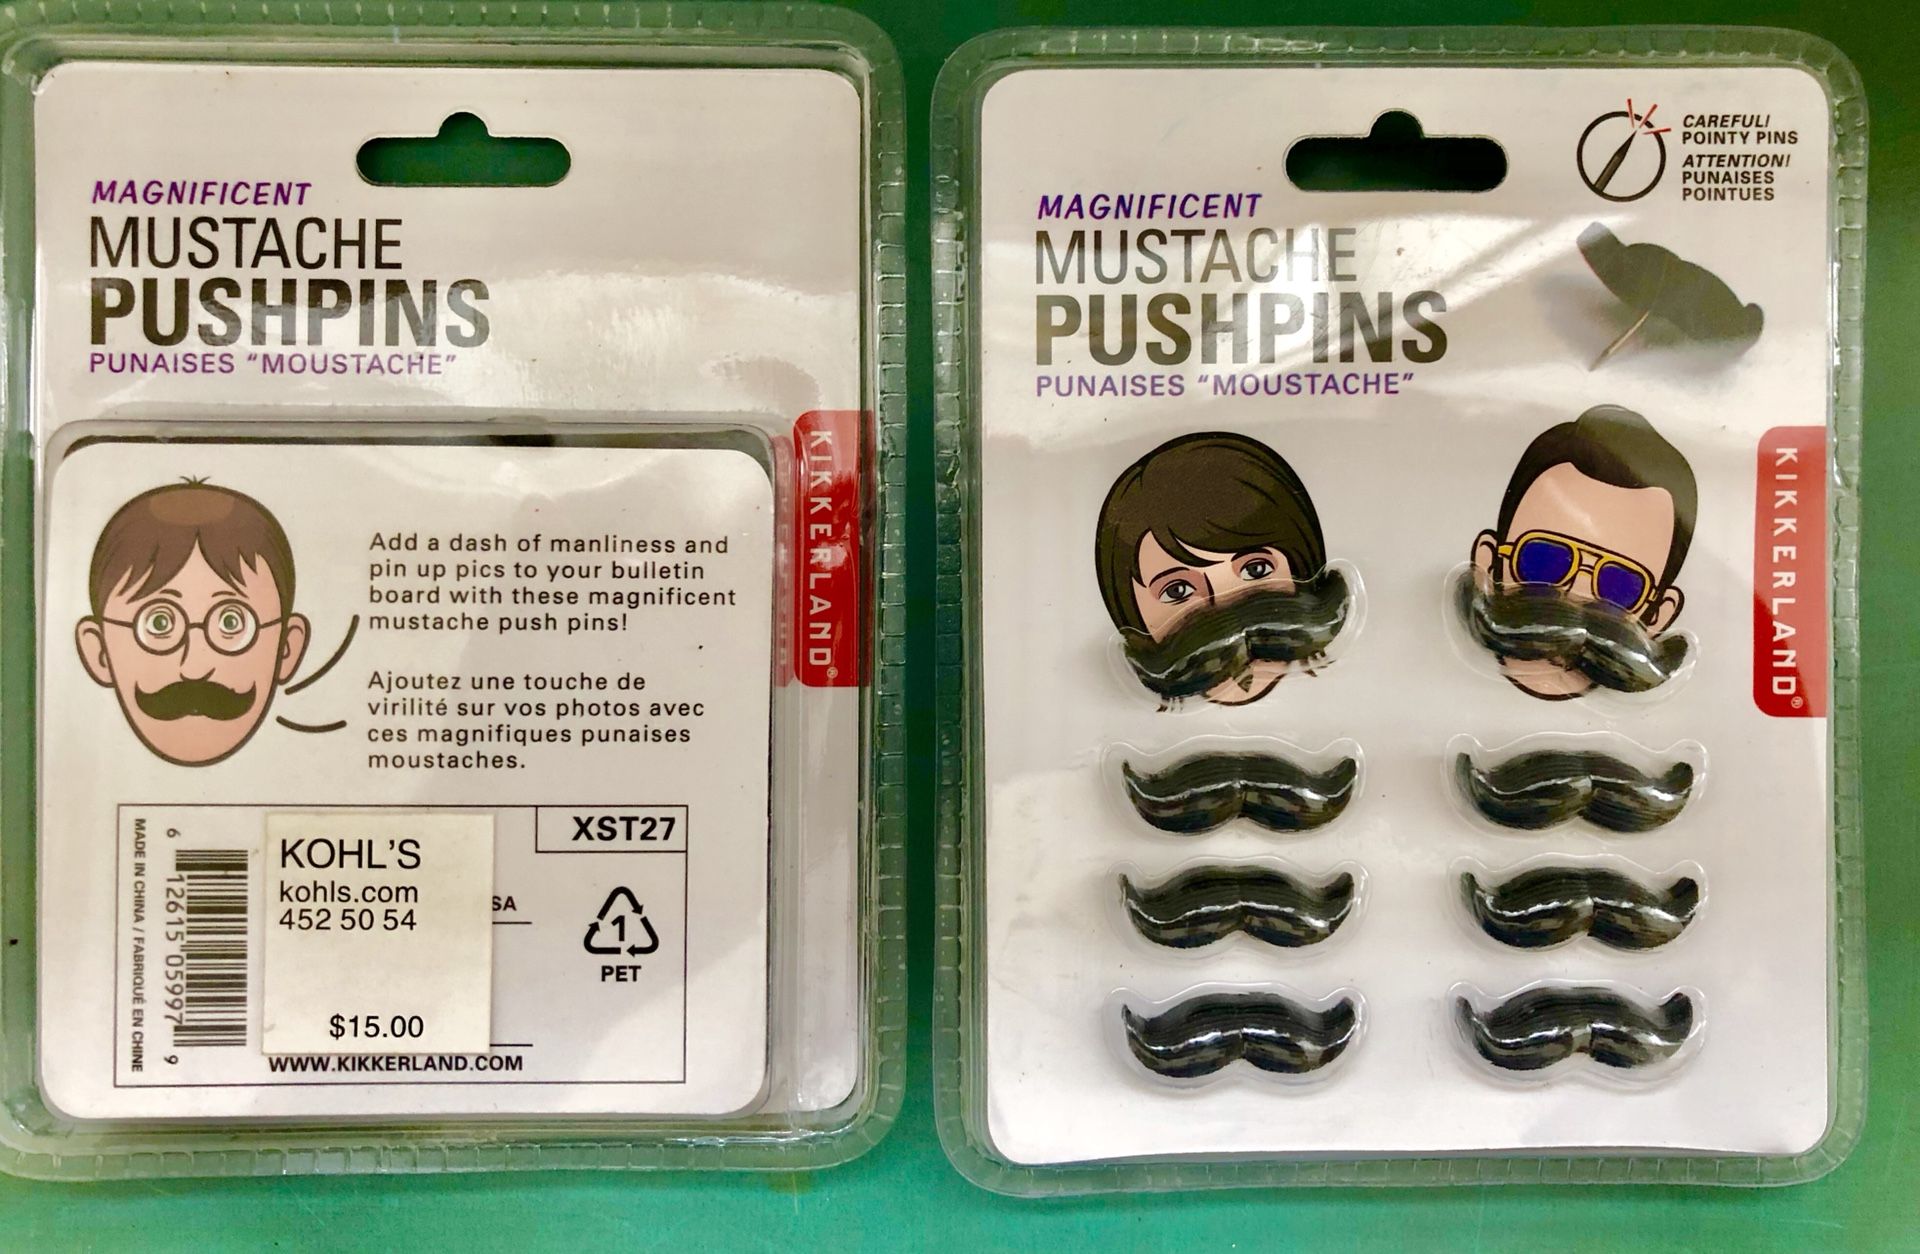 MAGNIFICENT
MUSTACHE
PUSHPINS
PUNAISES "MOUSTACHE"
KIKKERLAND®
Add a dash of manliness and
pin up pics to your bulletin
board with these magnificent
mustache push pins!
Ajoutez une touche de
virilité sur vos photos avec
ces magnifiques punaises
moustaches.
MADE IN CHINA / FABRIQUÉ EN CHINE
6 12615 05997 9
KOHL'S
kohls.com
452 50 54
$15.00
XST27
SA
1
PET
WWW.KIKKERLAND.COM
MAGNIFICENT
MUSTACHE
PUSHPINS
PUNAISES "MOUSTACHE"
CAREFUL!
POINTY PINS
ATTENTION!
PUNAISES
POINTUES
KIKKERLAND®